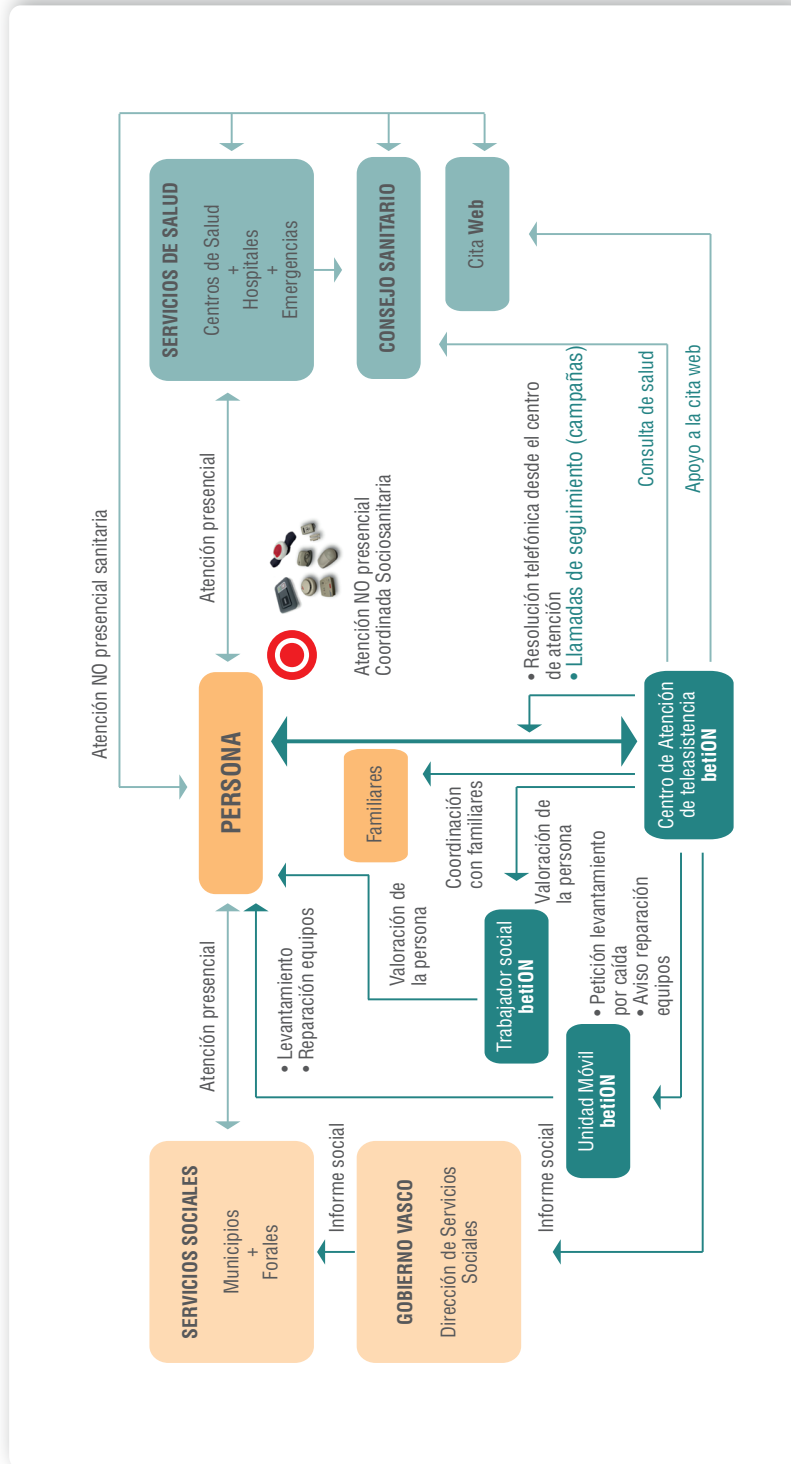 Atención NO presencial sanitaria
SERVICIOS SOCIALES
Municipios
+
Forales
Atención presencial
PERSONA
Atención presencial
SERVICIOS DE SALUD
Centros de Salud
+
Hospitales
+
Emergencias
Informe social
• Levantamiento
• Reparación equipos
GOBIERNO VASCO
Dirección de Servicios
Sociales
Valoración de
la persona
Familiares
Atención NO presencial
Coordinada Sociosanitaria
CONSEJO SANITARIO
Coordinación
con familiares
Cita Web
Trabajador social
betiON
Valoración de
la persona
• Resolución telefónica desde el centro
de atención
• Llamadas de seguimiento (campañas)
Informe social
Unidad Móvil
betiON
• Petición levantamiento
por caída
• Aviso reparación
equipos
Centro de Atención
de teleasistencia
betiON
Consulta de salud
Apoyo a la cita web